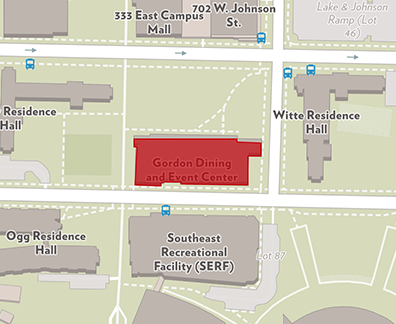 702 W. Johnson
St.
333 East Campus
Mall
Lake & Johnson
Ramp (Lot
46)
Residence
Hall
Witte Residence
Hall
Gordon Dining
and Event Center
Ogg Residence
Hall
Southeast
Recreational
Facility (SERF)
Lot 87